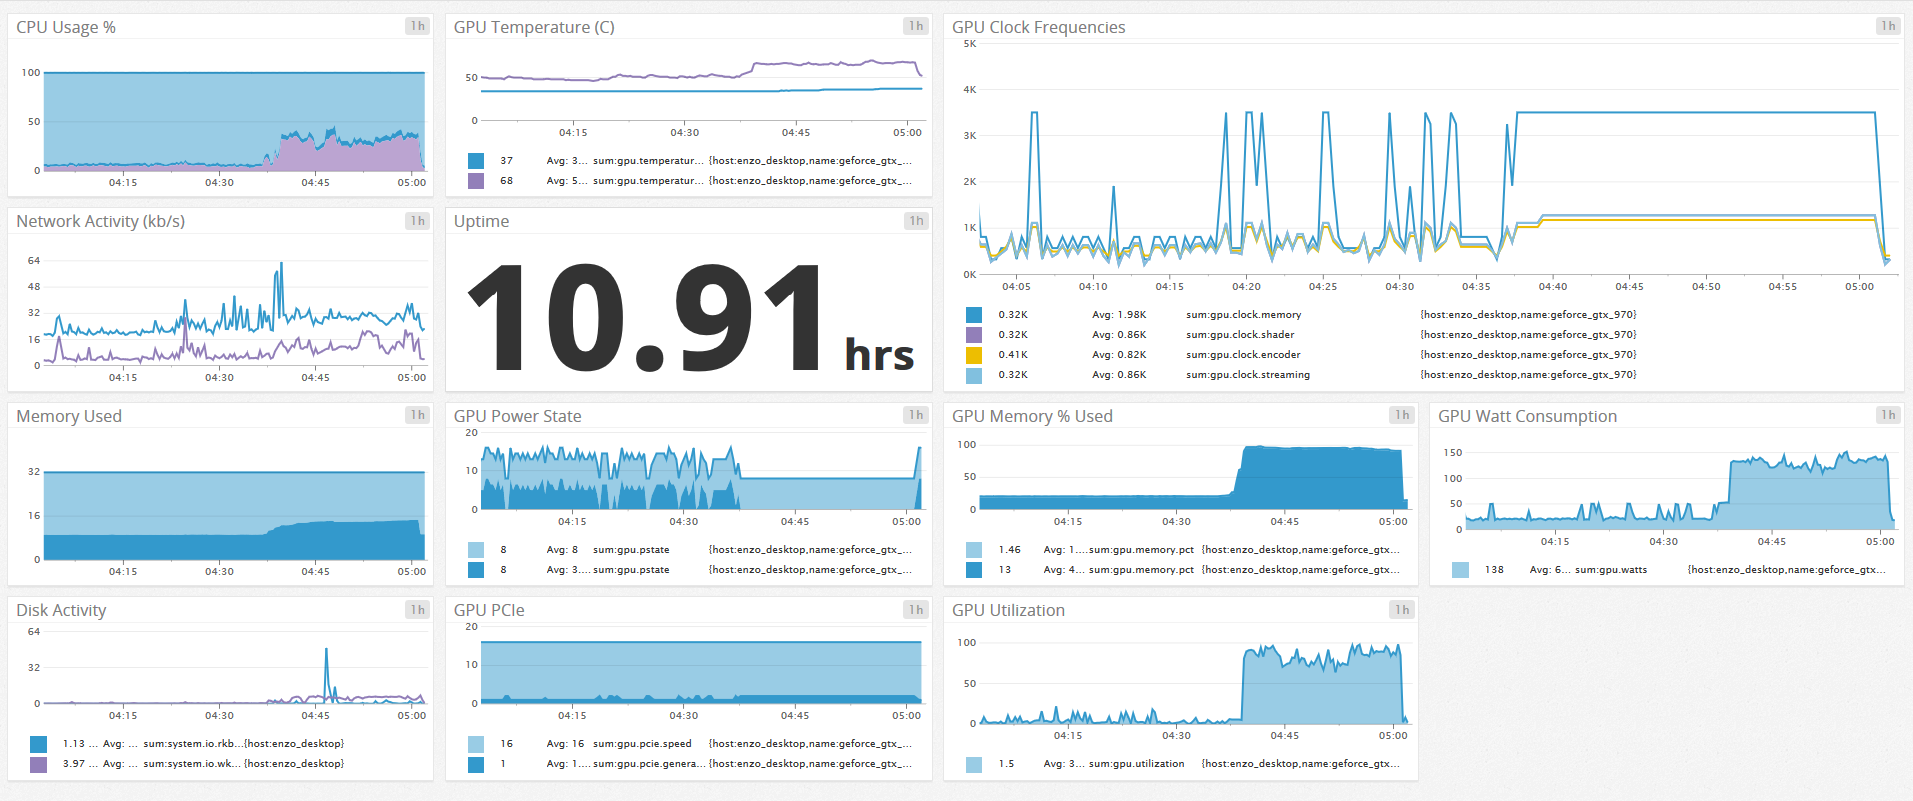 CPU Usage % 1h
100
50
0
04:15 04:30 04:45 05:00
GPU Temperature (C) 1h
50
0
04:15 04:30 04:45 05:00
37 Avg: 3... sum:gpu.temperatur... {host:enzo_desktop,name:geforce_gtx_...
68 Avg: 5... sum:gpu.temperatur... {host:enzo_desktop,name:geforce_gtx_...
GPU Clock Frequencies 1h
5K
4K
3K
2K
1K
0K
04:05 04:10 04:15 04:20 04:25 04:30 04:35 04:40 04:45 04:50 04:55 05:00
0.32K Avg: 1.98K sum:gpu.clock.memory {host:enzo_desktop,name:geforce_gtx_970}
0.32K Avg: 0.86K sum:gpu.clock.shader {host:enzo_desktop,name:geforce_gtx_970}
0.41K Avg: 0.82K sum:gpu.clock.encoder {host:enzo_desktop,name:geforce_gtx_970}
0.32K Avg: 0.86K sum:gpu.clock.streaming {host:enzo_desktop,name:geforce_gtx_970}
Network Activity (kb/s) 1h
64
48
32
16
0
04:15 04:30 04:45 05:00
Uptime 1h
10.91 hrs
Memory Used 1h
32
16
0
04:15 04:30 04:45 05:00
GPU Power State 1h
20
10
0
04:15 04:30 04:45 05:00
8 Avg: 8 sum:gpu.pstate {host:enzo_desktop,name:geforce_gtx_...
8 Avg: 3.... sum:gpu.pstate {host:enzo_desktop,name:geforce_gtx_...
GPU Memory % Used 1h
100
50
0
04:15 04:30 04:45 05:00
1.46 Avg: 1.... sum:gpu.memory.pct {host:enzo_desktop,name:geforce_gtx...
13 Avg: 4... sum:gpu.memory.pct {host:enzo_desktop,name:geforce_gtx...
GPU Watt Consumption 1h
150
100
50
0
04:15 04:30 04:45 05:00
138 Avg: 6... sum:gpu.watts {host:enzo_desktop,name:geforce_gtx...
Disk Activity 1h
64
32
0
04:15 04:30 04:45 05:00
1.13 ... Avg: ... sum:system.io.rkb... {host:enzo_desktop}
3.97 ... Avg: ... sum:system.io.wk... {host:enzo_desktop}
GPU PCIe 1h
20
10
0
04:15 04:30 04:45 05:00
16 Avg: 16 sum:gpu.pcie.speed {host:enzo_desktop,name:geforce_gtx_...
1 Avg: 1.... sum:gpu.pcie.genera... {host:enzo_desktop,name:geforce_gtx_...
GPU Utilization 1h
100
50
0
04:15 04:30 04:45 05:00
1.5 Avg: 3... sum:gpu.utilization {host:enzo_desktop,name:geforce_gtx...